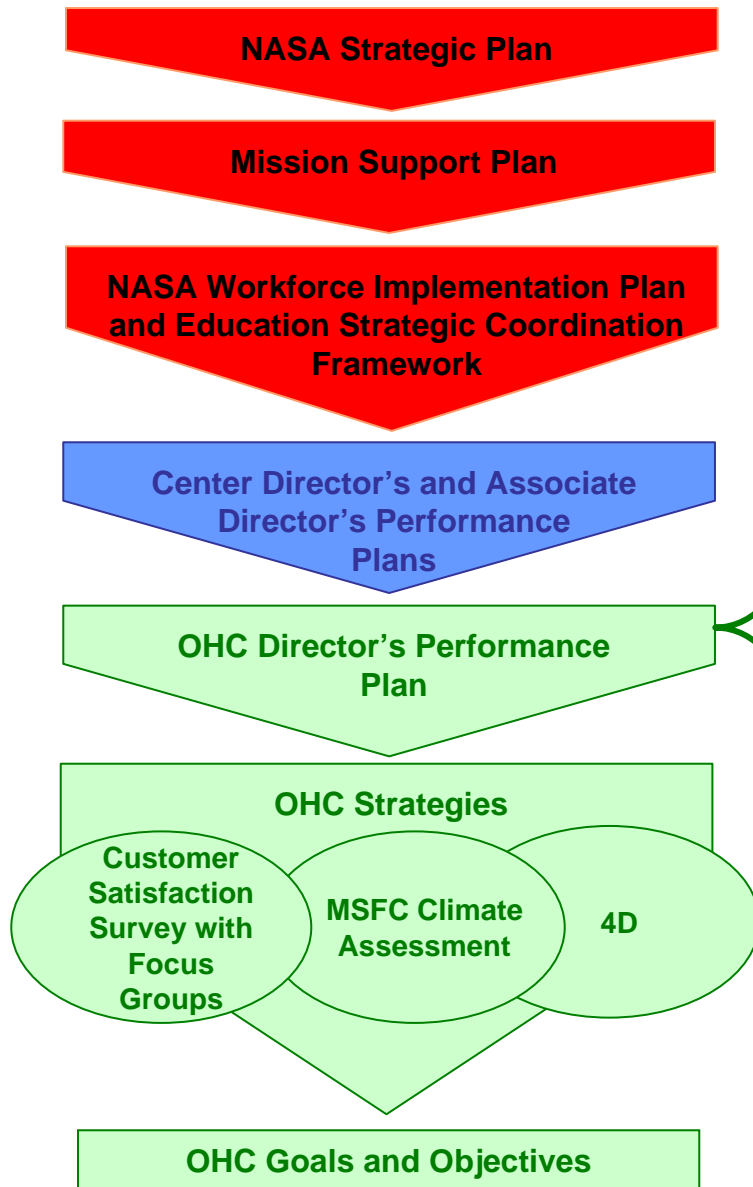 NASA Strategic Plan
Mission Support Plan
NASA Workforce Implementation Plan
and Education Strategic Coordination
Framework
Center Director’s and Associate
Director’s Performance
Plans
OHC Director’s Performance
Plan
OHC Strategies
Customer
Satisfaction
Survey with
Focus
Groups
MSFC Climate
Assessment
4D
OHC Goals and Objectives